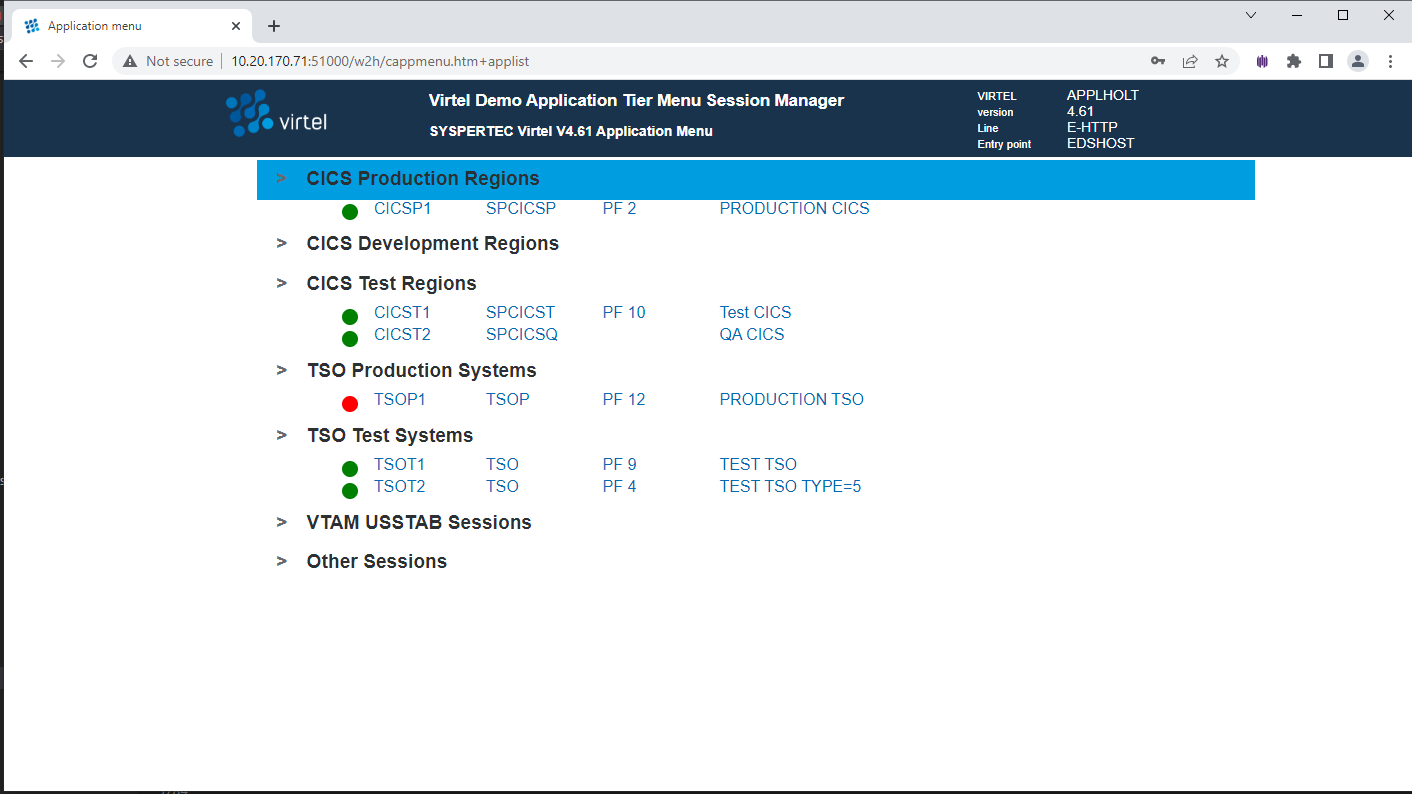 Application menu
Not secure 10.20.170.71:51000/w2h/cappmenu.htm+applist
virtel
Virtel Demo Application Tier Menu Session Manager
SYSPERTEC Virtel V4.61 Application Menu
VIRTEL APPLHOLT
version 4.61
Line E-HTTP
Entry point EDSHOST
> CICS Production Regions
CICSP1 SPCICSP PF 2 PRODUCTION CICS
> CICS Development Regions
> CICS Test Regions
CICST1 SPCICST PF 10 Test CICS
CICST2 SPCICSQ QA CICS
> TSO Production Systems
TSOP1 TSOP PF 12 PRODUCTION TSO
> TSO Test Systems
TSOT1 TSO PF 9 TEST TSO
TSOT2 TSO PF 4 TEST TSO TYPE=5
> VTAM USSTAB Sessions
> Other Sessions